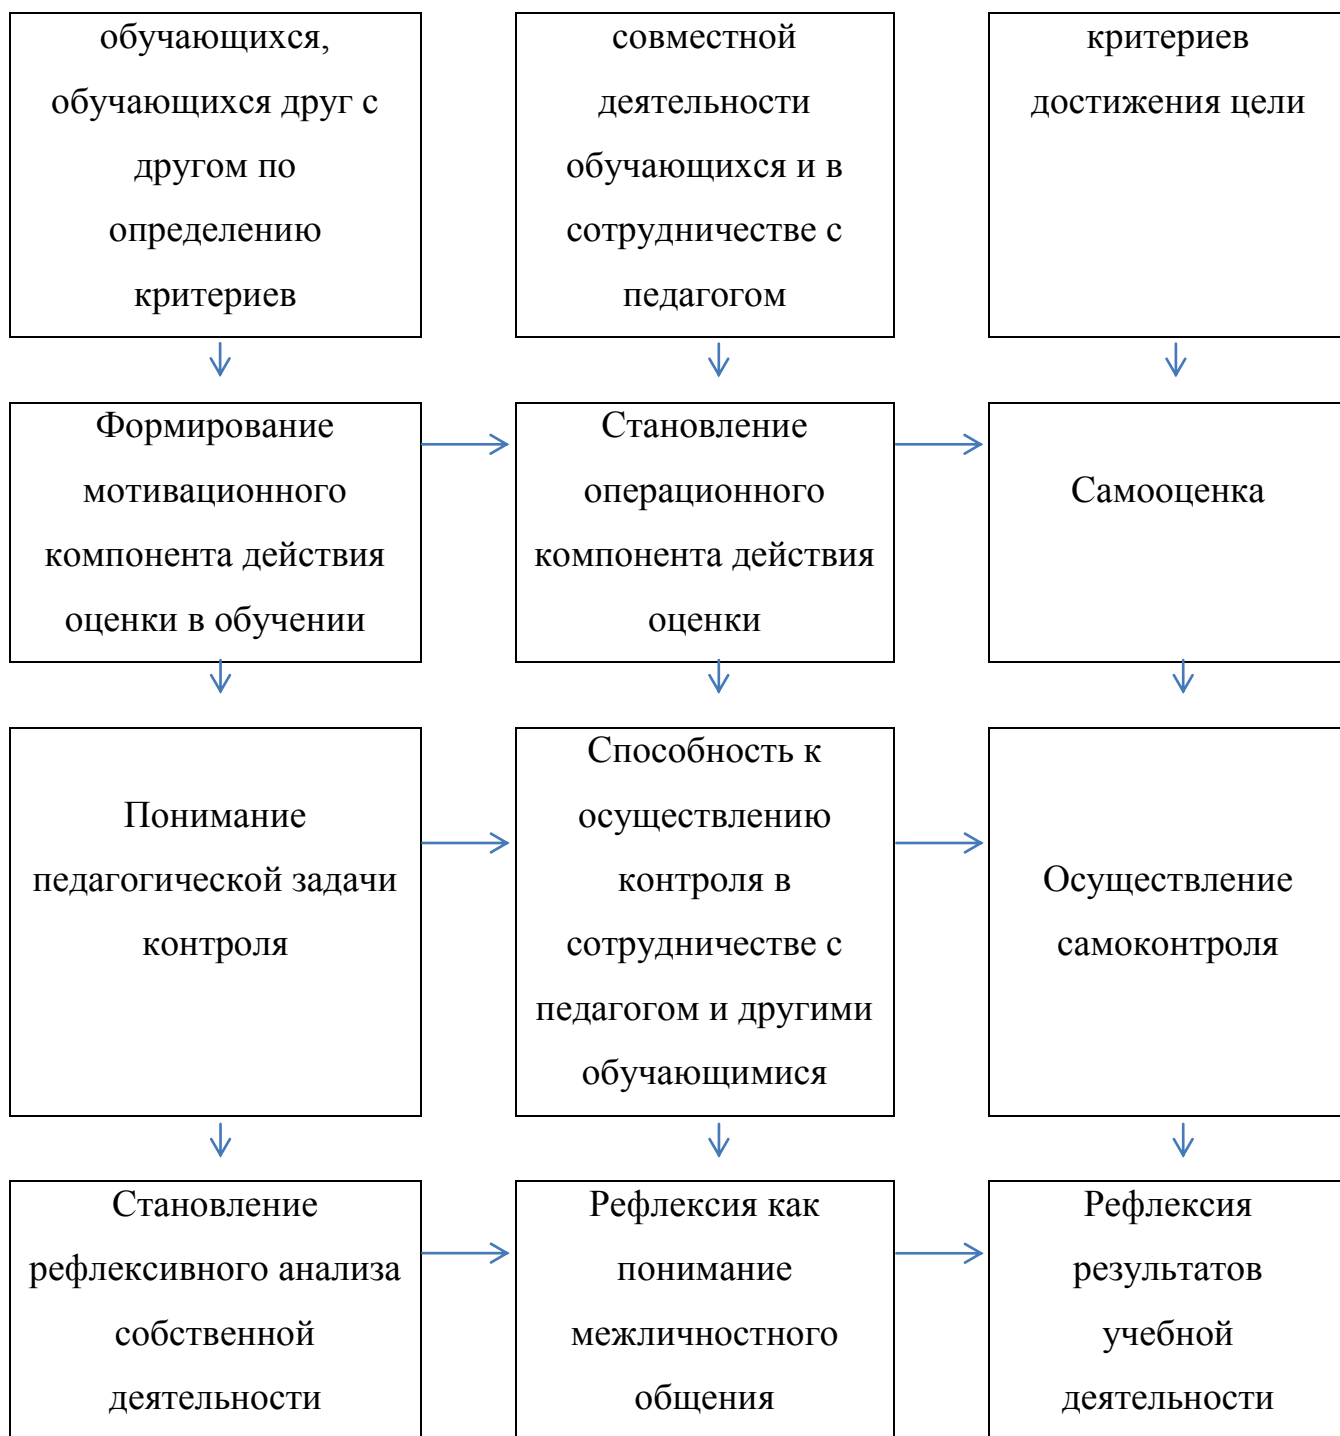 обучающихся,
обучающихся друг с
другом по
определению
критериев
совместной
деятельности
обучающихся и в
сотрудничестве с
педагогом
критериев
достижения цели
Формирование
мотивационного
компонента действия
оценки в обучении
Становление
операционного
компонента действия
оценки
Самооценка
Понимание
педагогической задачи
контроля
Способность к
осуществлению
контроля в
сотрудничестве с
педагогом и другими
обучающимися
Осуществление
самоконтроля
Становление
рефлексивного анализа
собственной
деятельности
Рефлексия как
понимание
межличностного
общения
Рефлексия
результатов
учебной
деятельности